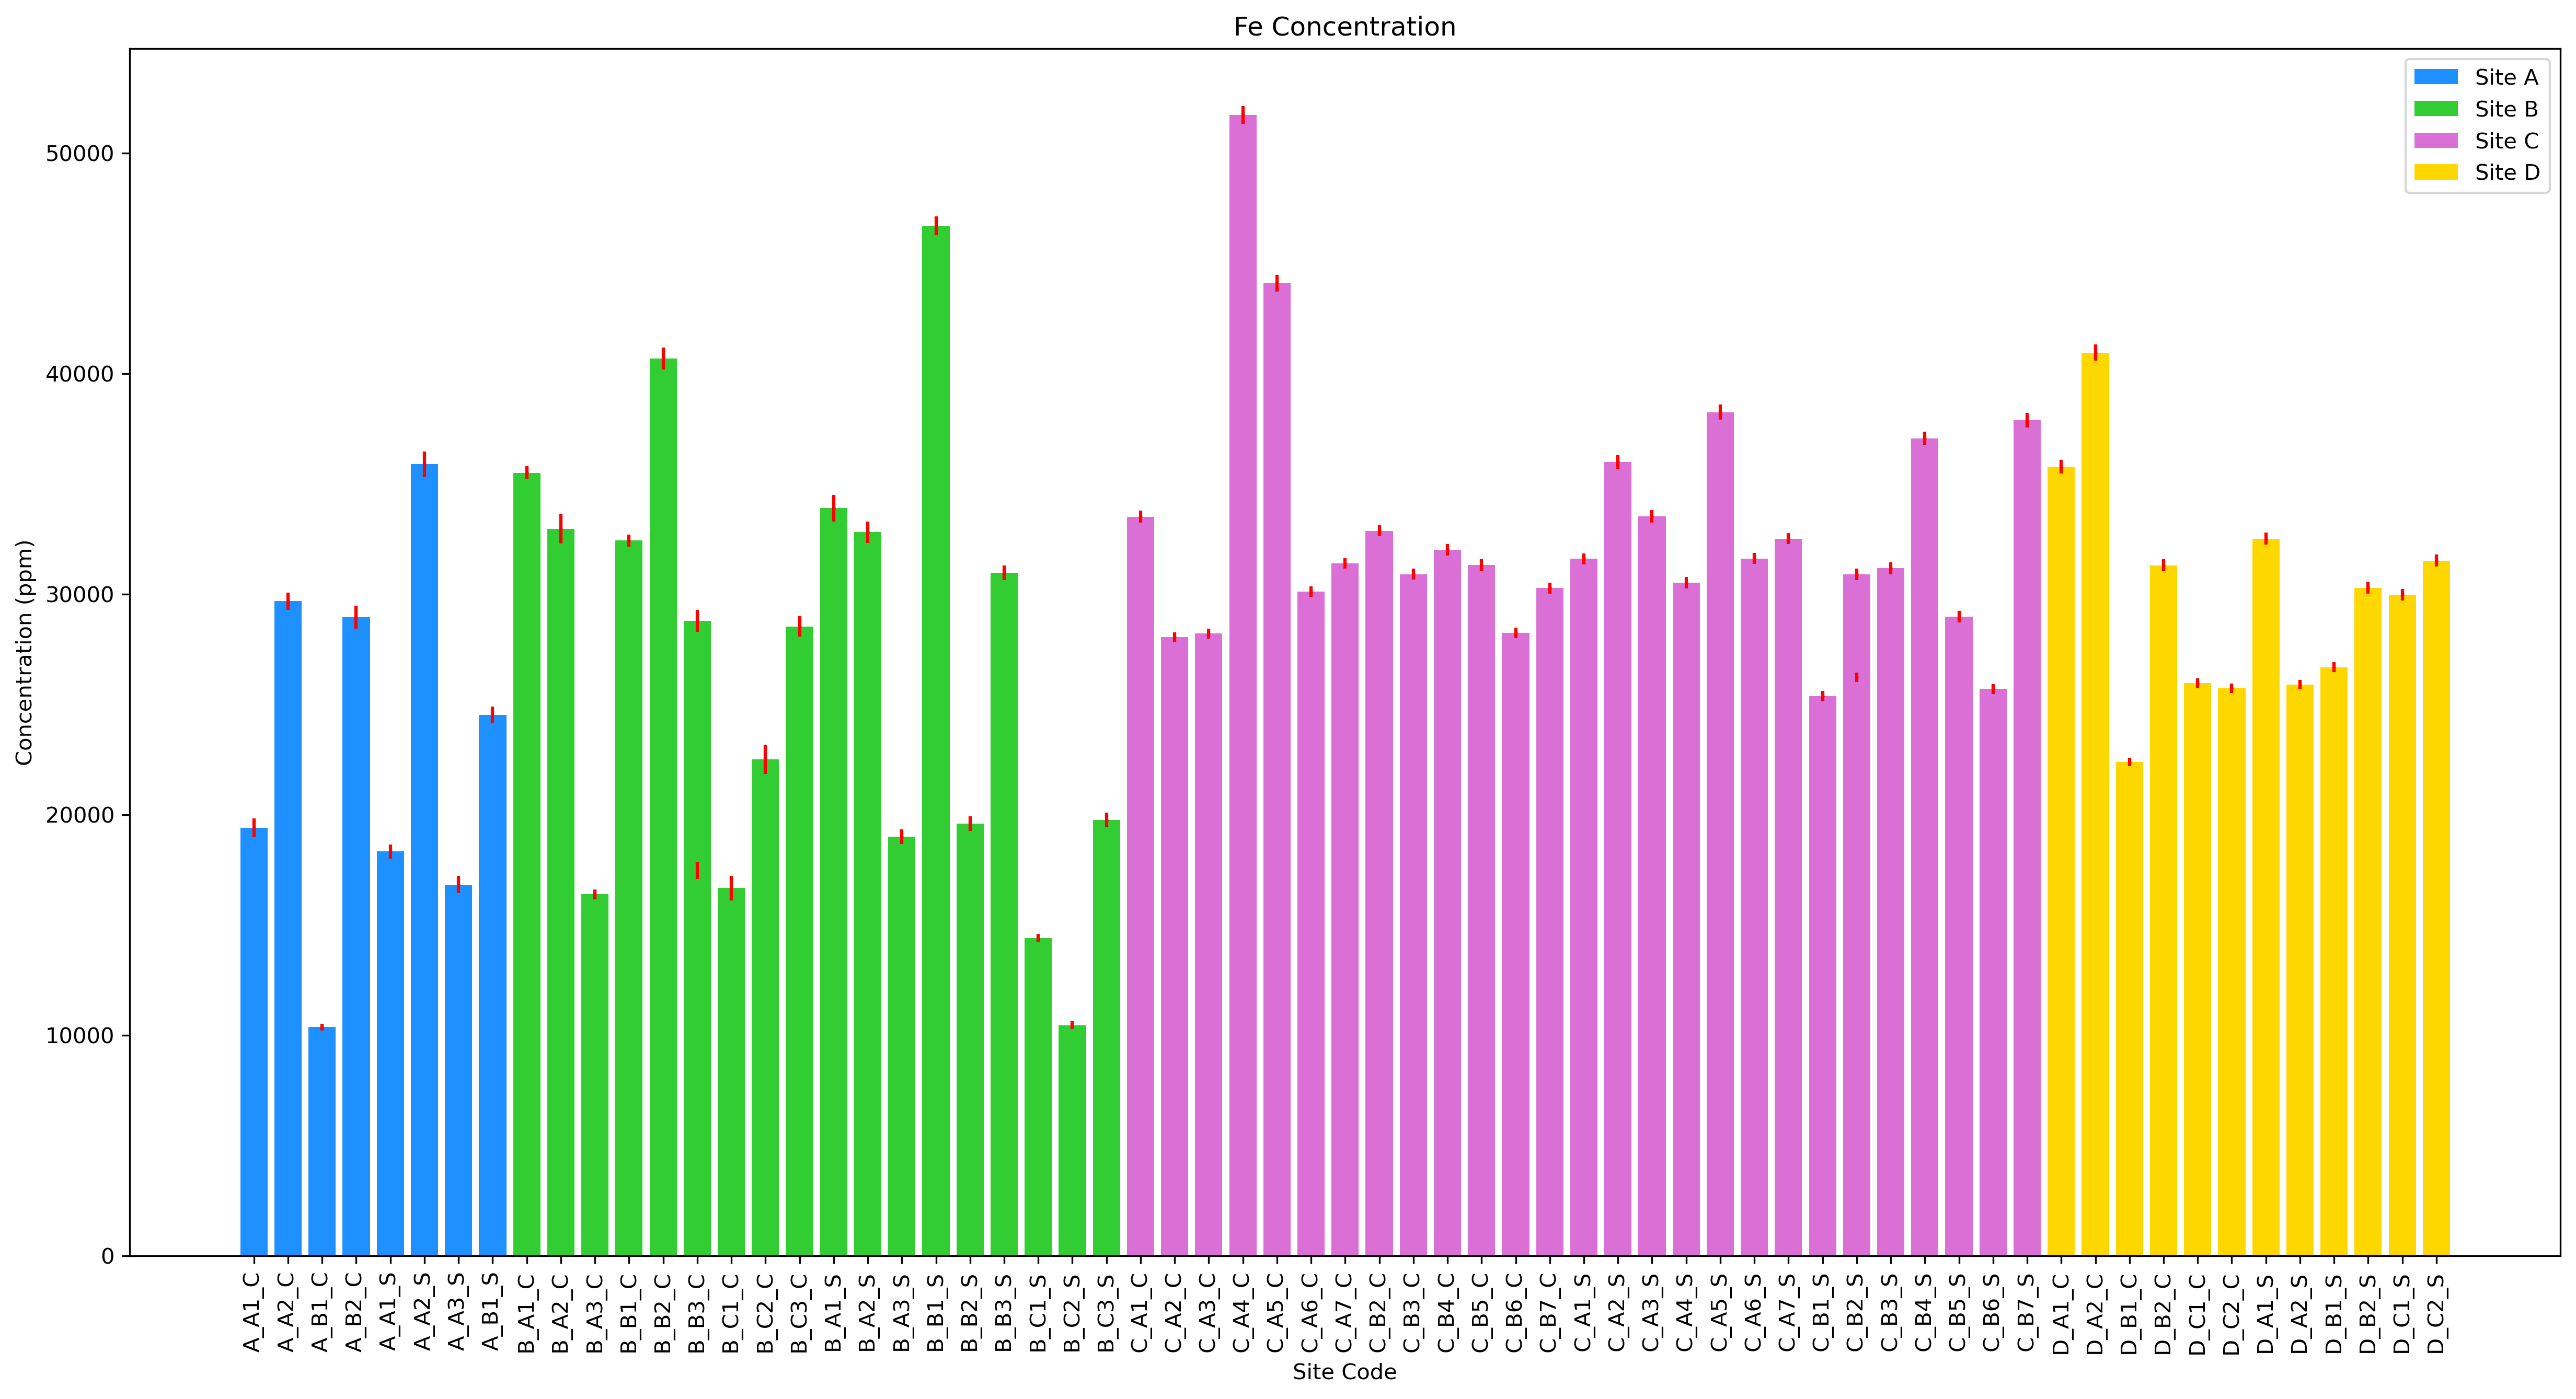 Fe Concentration
Site A
Site B
Site C
Site D
50000
40000
30000
20000
10000
0
Concentration (ppm)
A_A1_C
A_A2_C
A_B1_C
A_B2_C
A_A1_S
A_A2_S
A_A3_S
A_B1_S
B_A1_C
B_A2_C
B_A3_C
B_B1_C
B_B2_C
B_B3_C
B_C1_C
B_C2_C
B_C3_C
B_A1_S
B_A2_S
B_A3_S
B_B1_S
B_B2_S
B_B3_S
B_C1_S
B_C2_S
B_C3_S
C_A1_C
C_A2_C
C_A3_C
C_A4_C
C_A5_C
C_A6_C
C_A7_C
C_B2_C
C_B3_C
C_B4_C
C_B5_C
C_B6_C
C_B7_C
C_A1_S
C_A2_S
C_A3_S
C_A4_S
C_A5_S
C_A6_S
C_A7_S
C_B1_S
C_B2_S
C_B3_S
C_B4_S
C_B5_S
C_B6_S
C_B7_S
D_A1_C
D_A2_C
D_B1_C
D_B2_C
D_C1_C
D_C2_C
D_A1_S
D_A2_S
D_B1_S
D_B2_S
D_C1_S
D_C2_S
Site Code